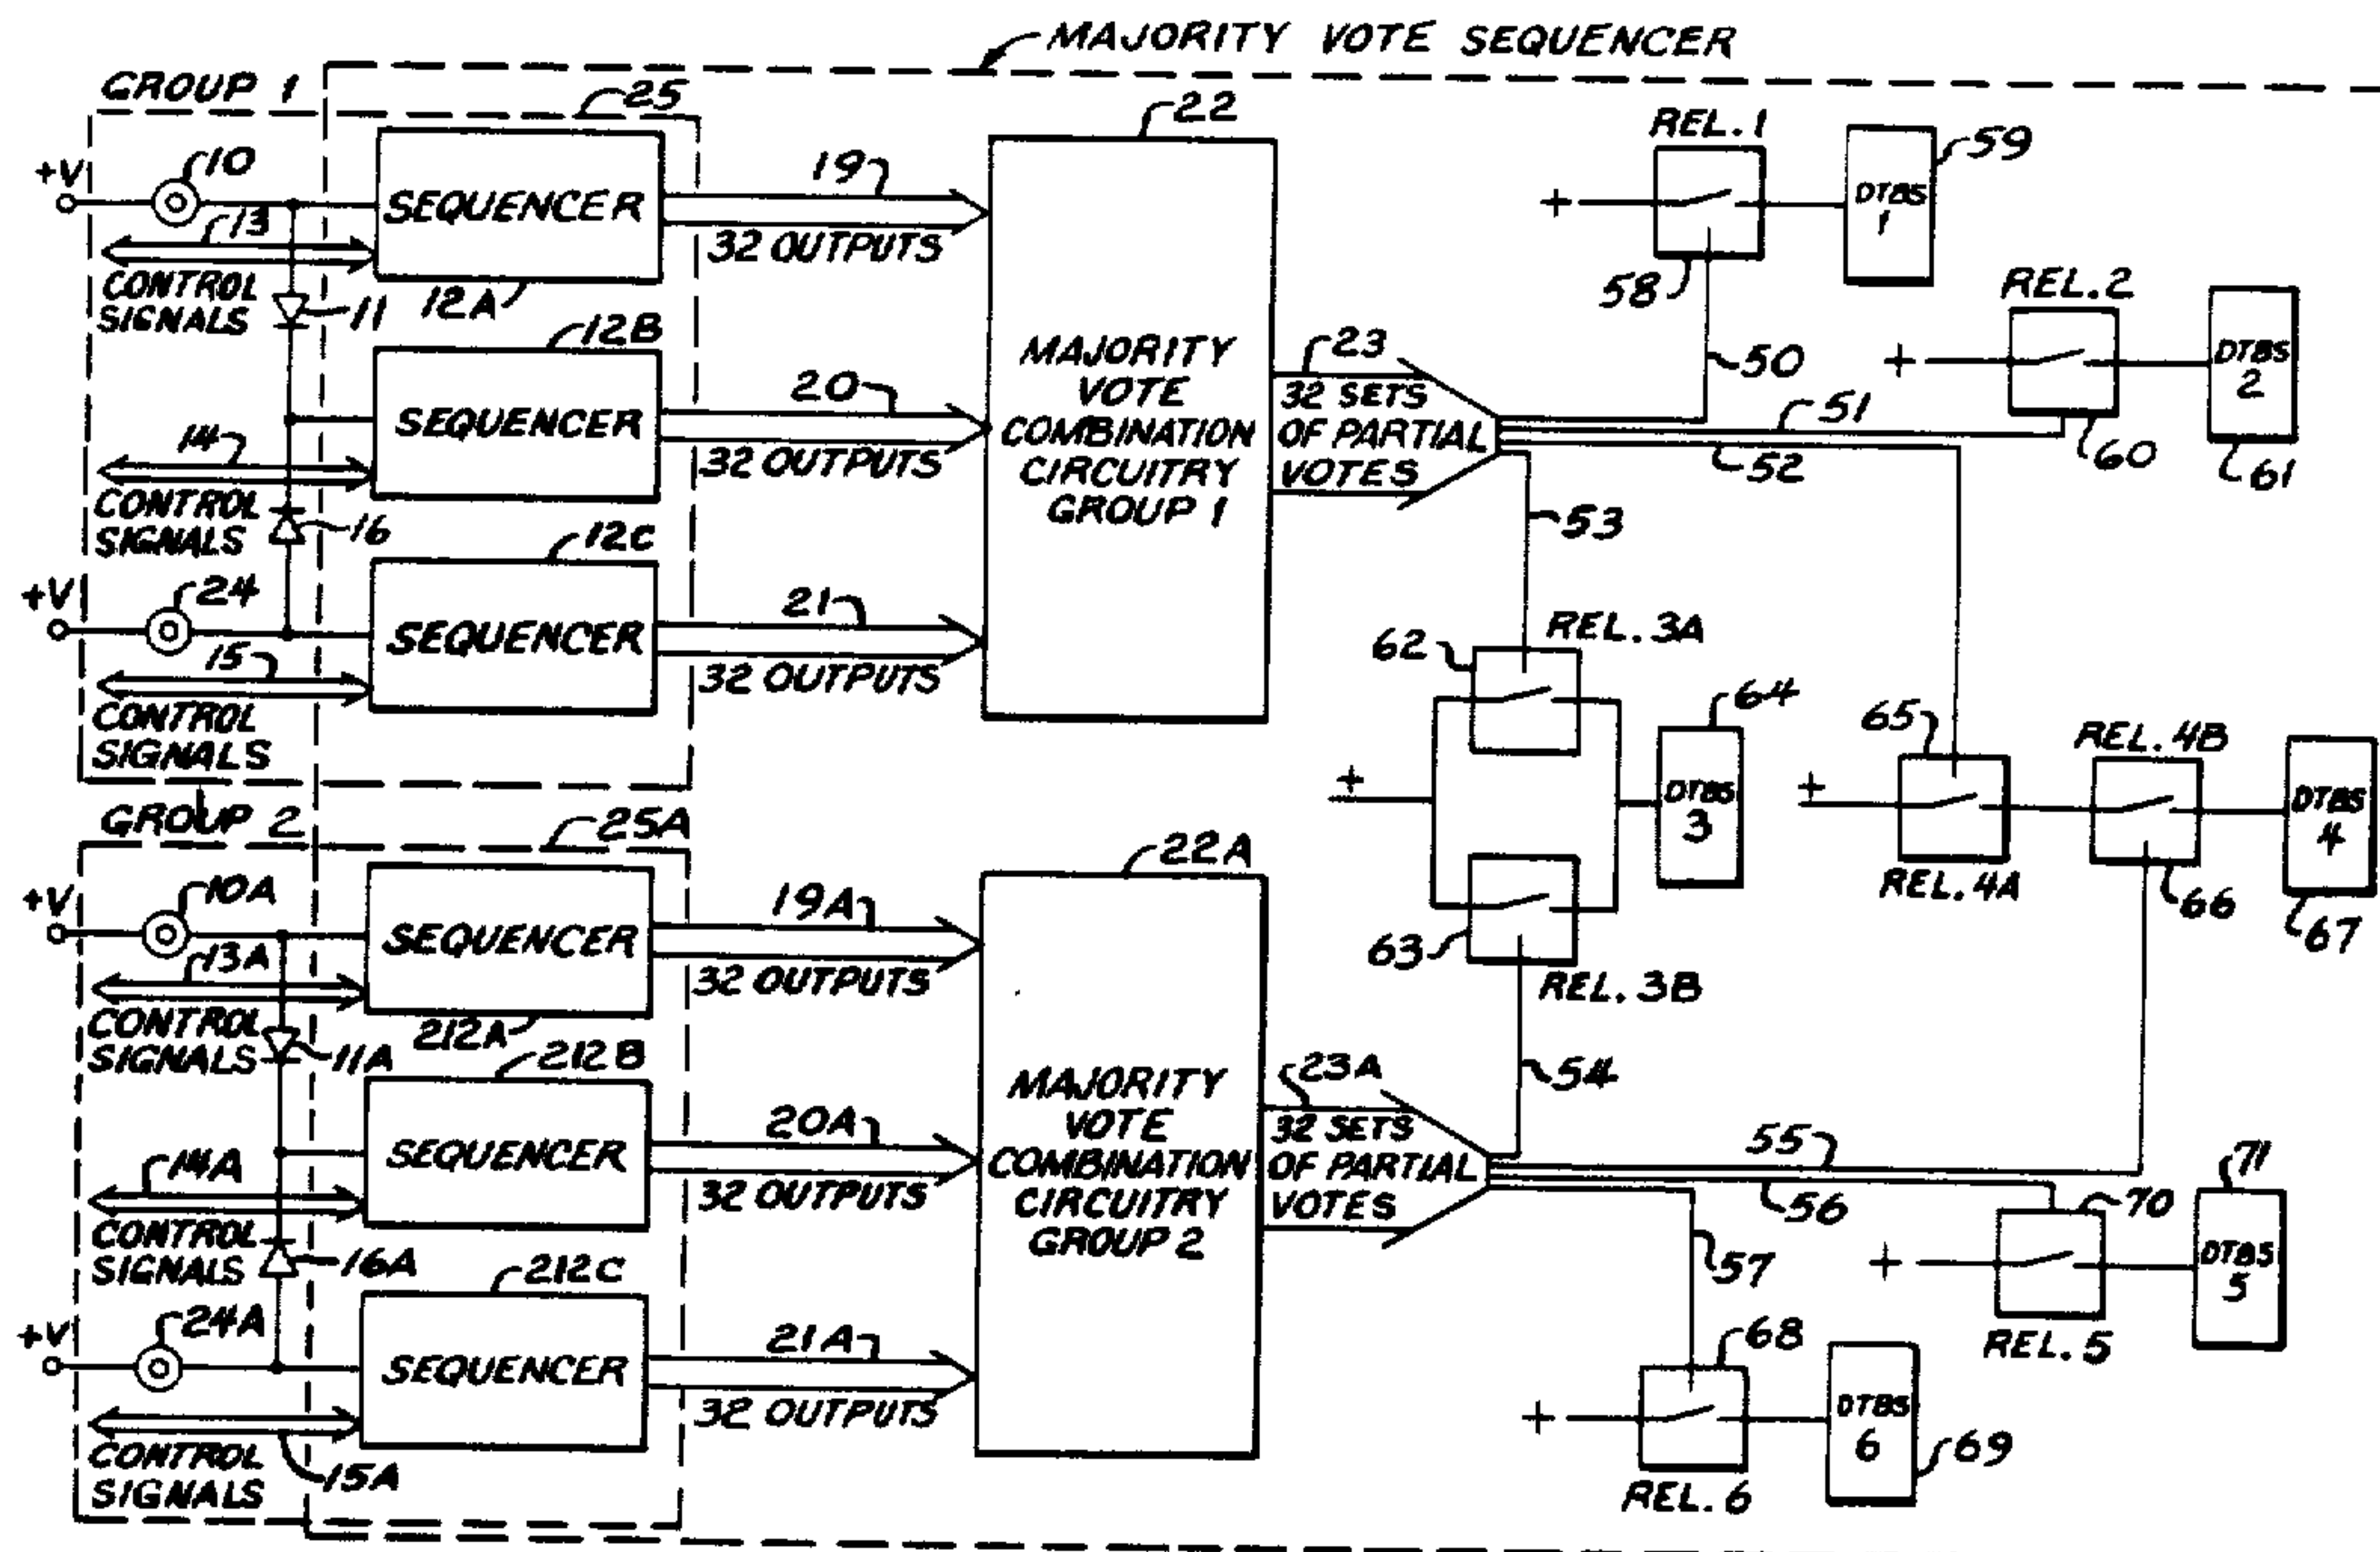 MAJORITY VOTE SEQUENCER
GROUP 1
25
22
REL. 1
59
+V
10
13
SEQUENCER
19
32 OUTPUTS
+
DTBS
1
58
CONTROL
SIGNALS
11
12A
REL. 2
12B
23
50
+
DTBS
2
MAJORITY
VOTE
COMBINATION
CIRCUITRY
GROUP 1
14
SEQUENCER
20
32 OUTPUTS
32 SETS
OF PARTIAL
VOTES
51
52
60
61
CONTROL
SIGNALS
16
12C
53
+V
24
15
SEQUENCER
21
32 OUTPUTS
62
REL. 3A
CONTROL
SIGNALS
64
65
REL. 4B
+
DTBS
3
+
DTBS
4
GROUP 2
25A
22A
REL. 4A
66
67
+V
10A
13A
SEQUENCER
19A
32 OUTPUTS
63
REL. 3B
CONTROL
SIGNALS
11A
212A
212B
23A
54
MAJORITY
VOTE
COMBINATION
CIRCUITRY
GROUP 2
14A
SEQUENCER
20A
32 OUTPUTS
32 SETS
OF PARTIAL
VOTES
55
56
70
71
CONTROL
SIGNALS
16A
212C
57
+
DTBS
5
+V
24A
SEQUENCER
21A
32 OUTPUTS
68
REL. 5
+
DTBS
6
69
CONTROL
SIGNALS
15A
REL. 6